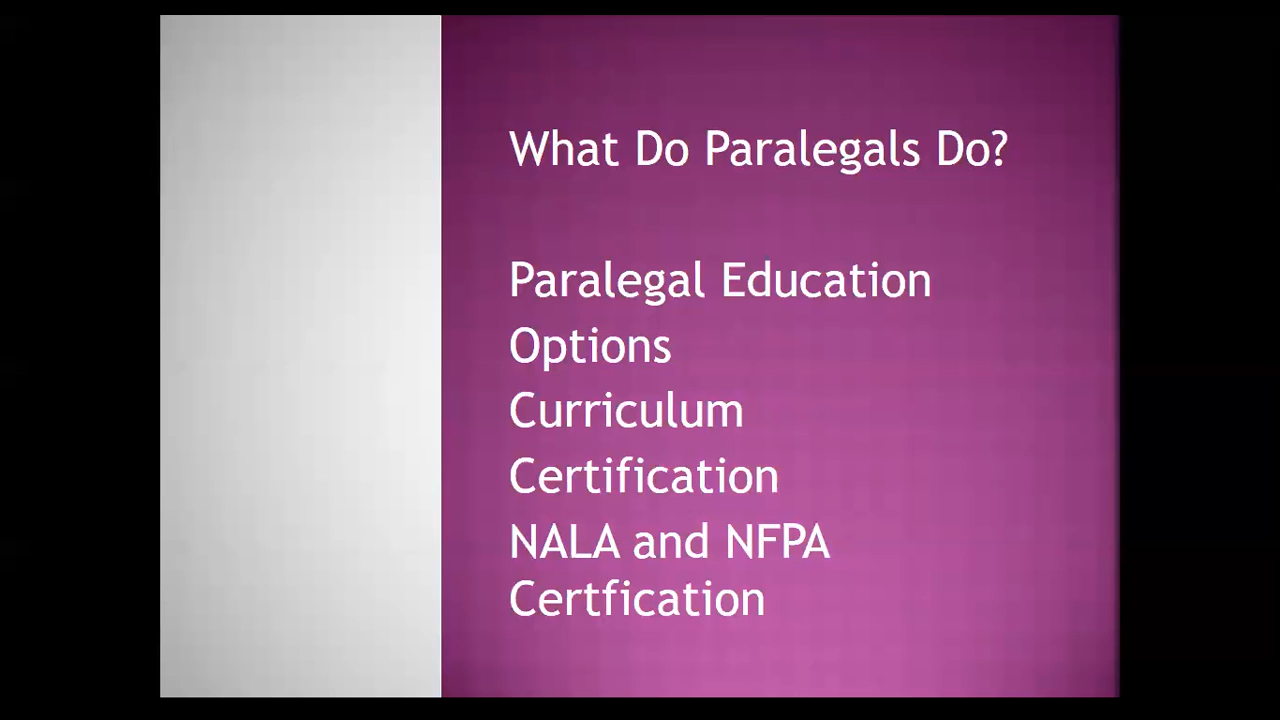 What Do Paralegals Do?
Paralegal Education
Options
Curriculum
Certification
NALA and NFPA
Certfication